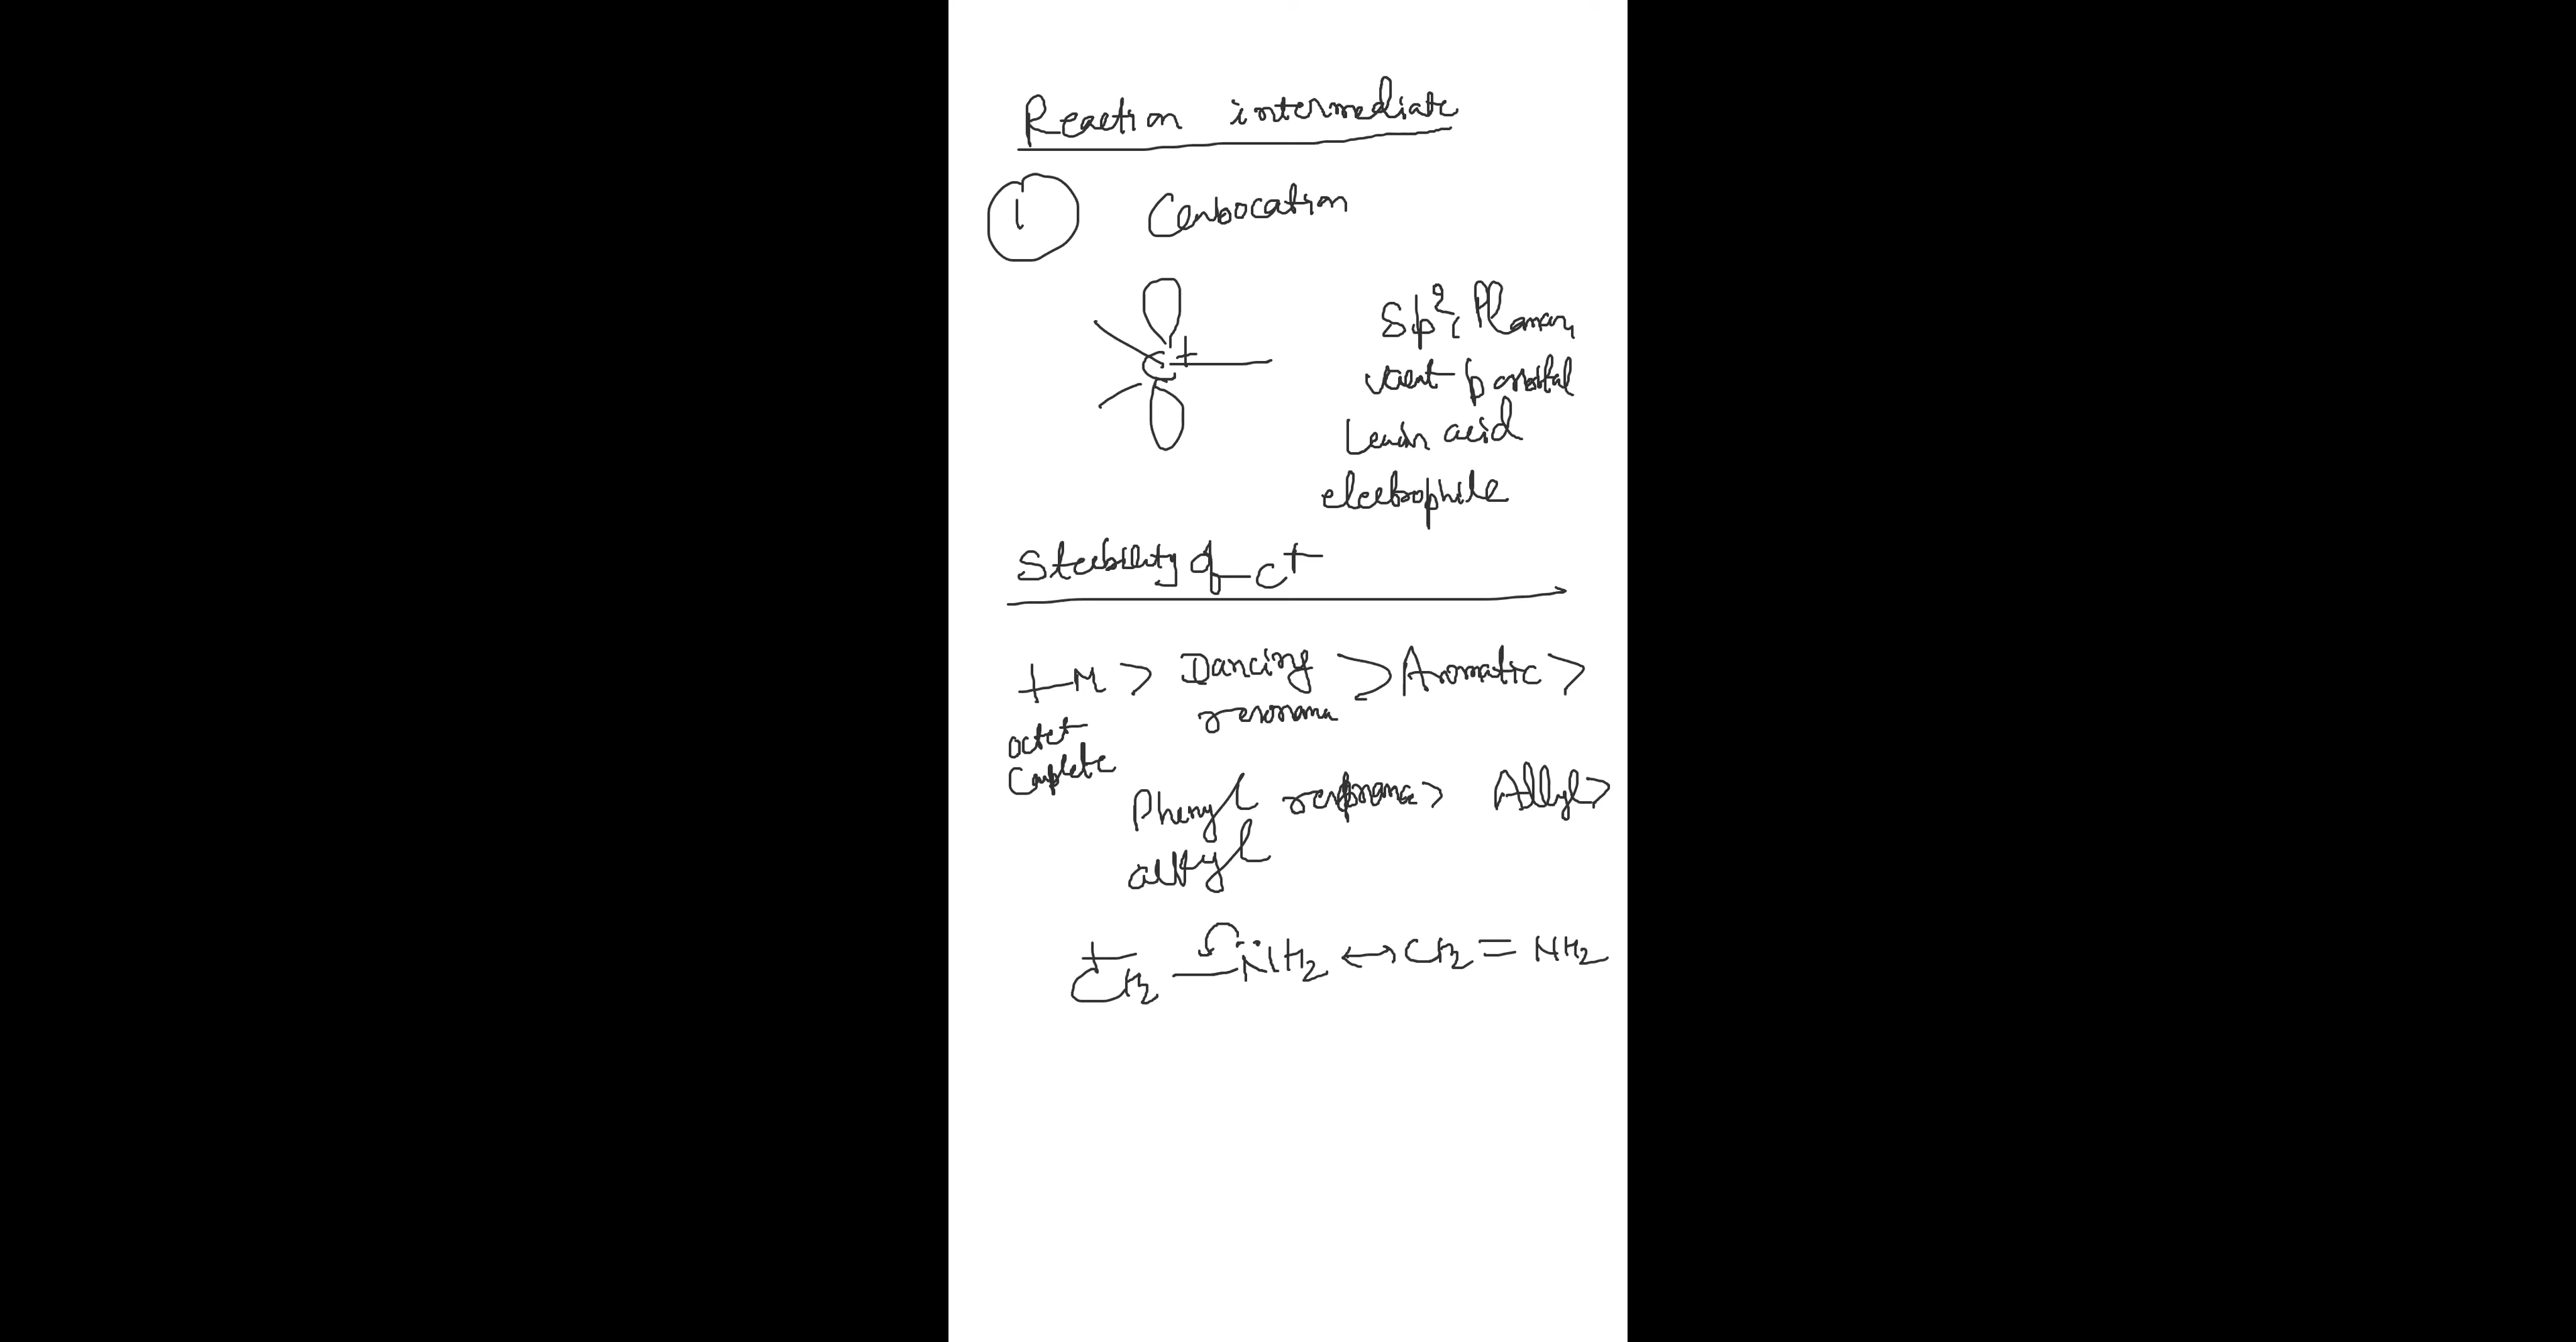 Reaction intermediate
1 Carbocation
C +
sp2, Planar,
vacant p orbital
Lewis acid
electrophile
Stability of C+
+M > Dancing resonance > Aromatic >
octet
Complete
Phenyl resonance > Allyl >
alkyl
+CH2 — N̈H2 ↔ CH2 = NH2